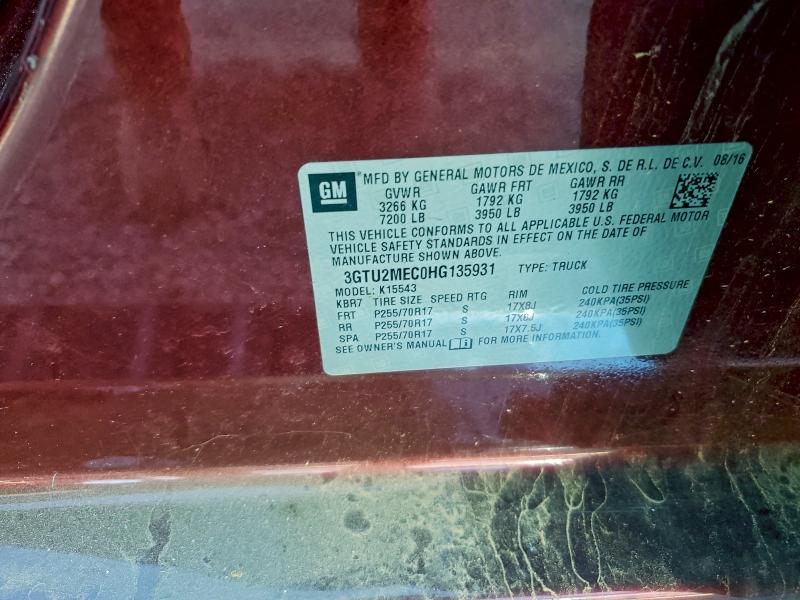 GM
MFD BY GENERAL MOTORS DE MEXICO, S. DE R.L. DE C.V. 08/16
GVWR GAWR FRT GAWR RR
3266 KG 1792 KG 1792 KG
7200 LB 3950 LB 3950 LB
THIS VEHICLE CONFORMS TO ALL APPLICABLE U.S. FEDERAL MOTOR
VEHICLE SAFETY STANDARDS IN EFFECT ON THE DATE OF
MANUFACTURE SHOWN ABOVE.
3GTU2MEC0HG135931 TYPE: TRUCK
MODEL: K15543
KBR7 TIRE SIZE SPEED RTG RIM COLD TIRE PRESSURE
FRT P255/70R17 S 17X8J 240KPA(35PSI)
RR P255/70R17 S 17X8J 240KPA(35PSI)
SPA P255/70R17 S 17X7.5J 240KPA(35PSI)
SEE OWNER'S MANUAL FOR MORE INFORMATION.